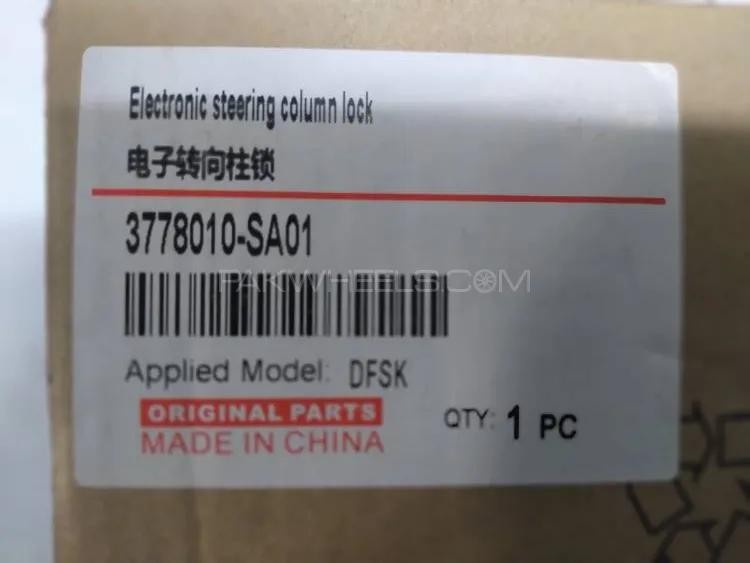 Electronic steering column lock
电子转向柱锁
3778010-SA01
PAKWHEELS.COM
Applied Model: DFSK
ORIGINAL PARTS
MADE IN CHINA
QTY: 1 PC